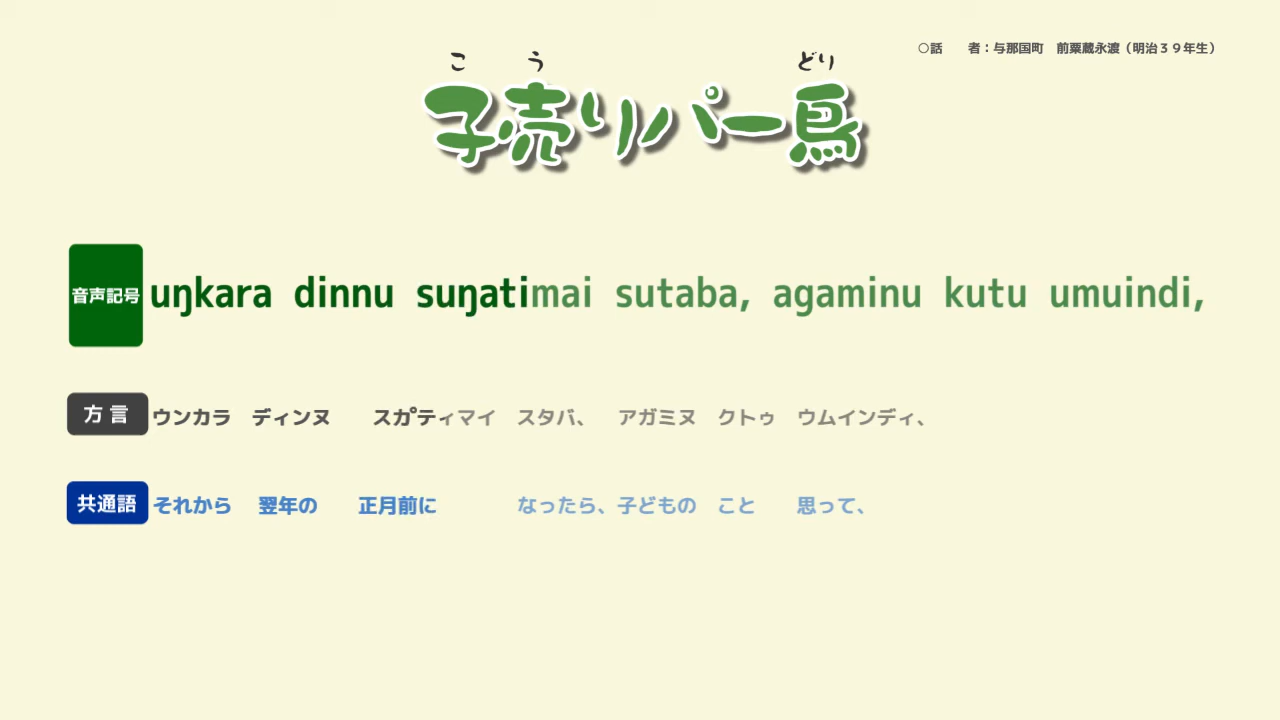 ○話　　者：与那国町　前粟蔵永渡（明治３９年生）
こ　う　どり
子売りパー鳥
音声記号 uŋkara dinnu suŋatimai sutaba, agaminu kutu umuindi,
方言 ウンカラ　ディンヌ　スカ゚ティマイ　スタバ、　アガミヌ　クトゥ　ウムインディ、
共通語 それから　翌年の　正月前に　なったら、子どもの　こと　思って、